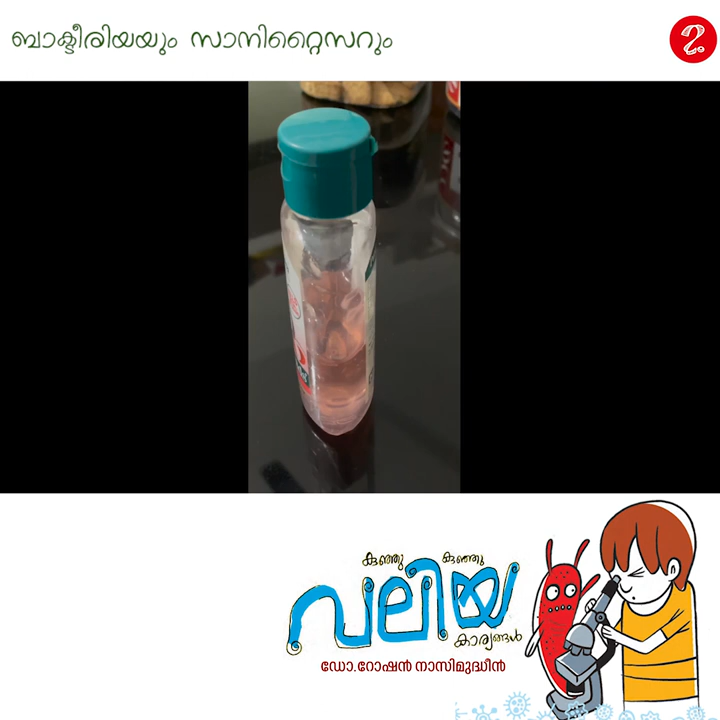 ബാക്ടീരിയയും സാനിറ്റൈസറും
കുഞ്ഞു കുഞ്ഞു
വലിയ
കാര്യങ്ങൾ
ഡോ.റോഷൻ നാസിമുദ്ധീൻ